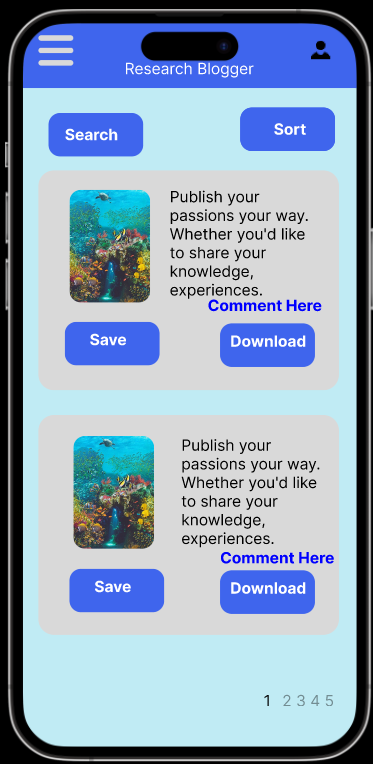 Research Blogger
Search
Sort
Publish your
passions your way.
Whether you'd like
to share your
knowledge,
experiences.
Comment Here
Save
Download
Publish your
passions your way.
Whether you'd like
to share your
knowledge,
experiences.
Comment Here
Save
Download
1 2 3 4 5